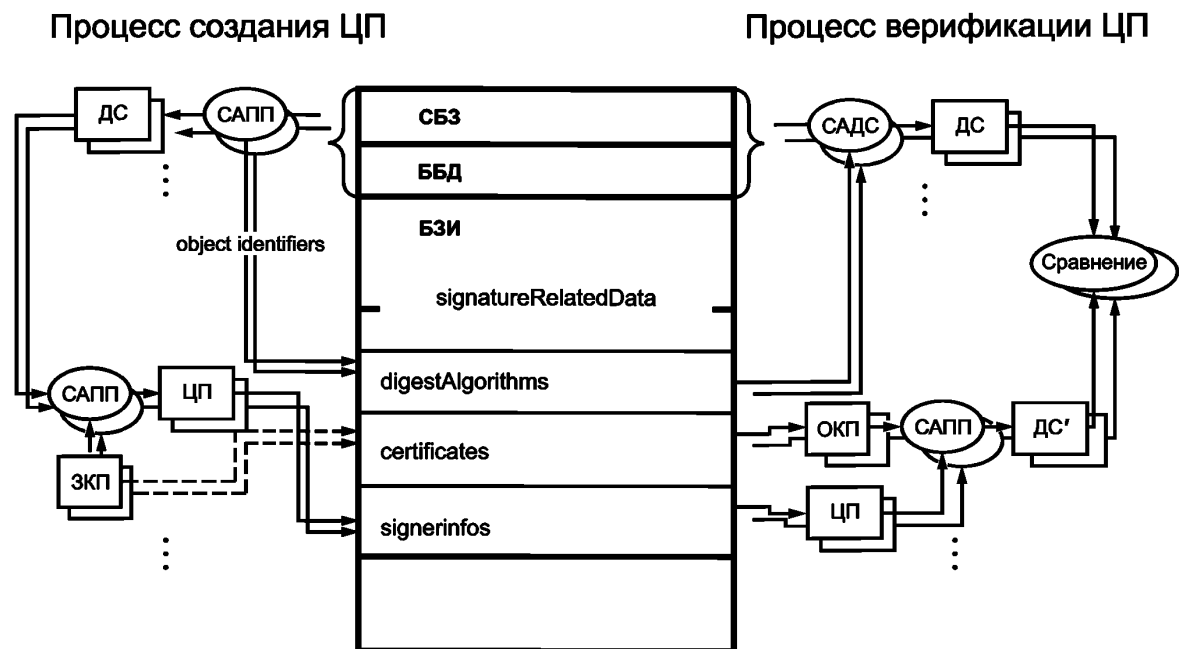 Процесс создания ЦП
Процесс верификации ЦП
ДС
САПП
СБЗ
САДС
ДС
ББД
БЗИ
object identifiers
signatureRelatedData
Сравнение
САПП
ЦП
digestAlgorithms
ОКП
САПП
ДС′
certificates
ЗКП
ЦП
signerinfos